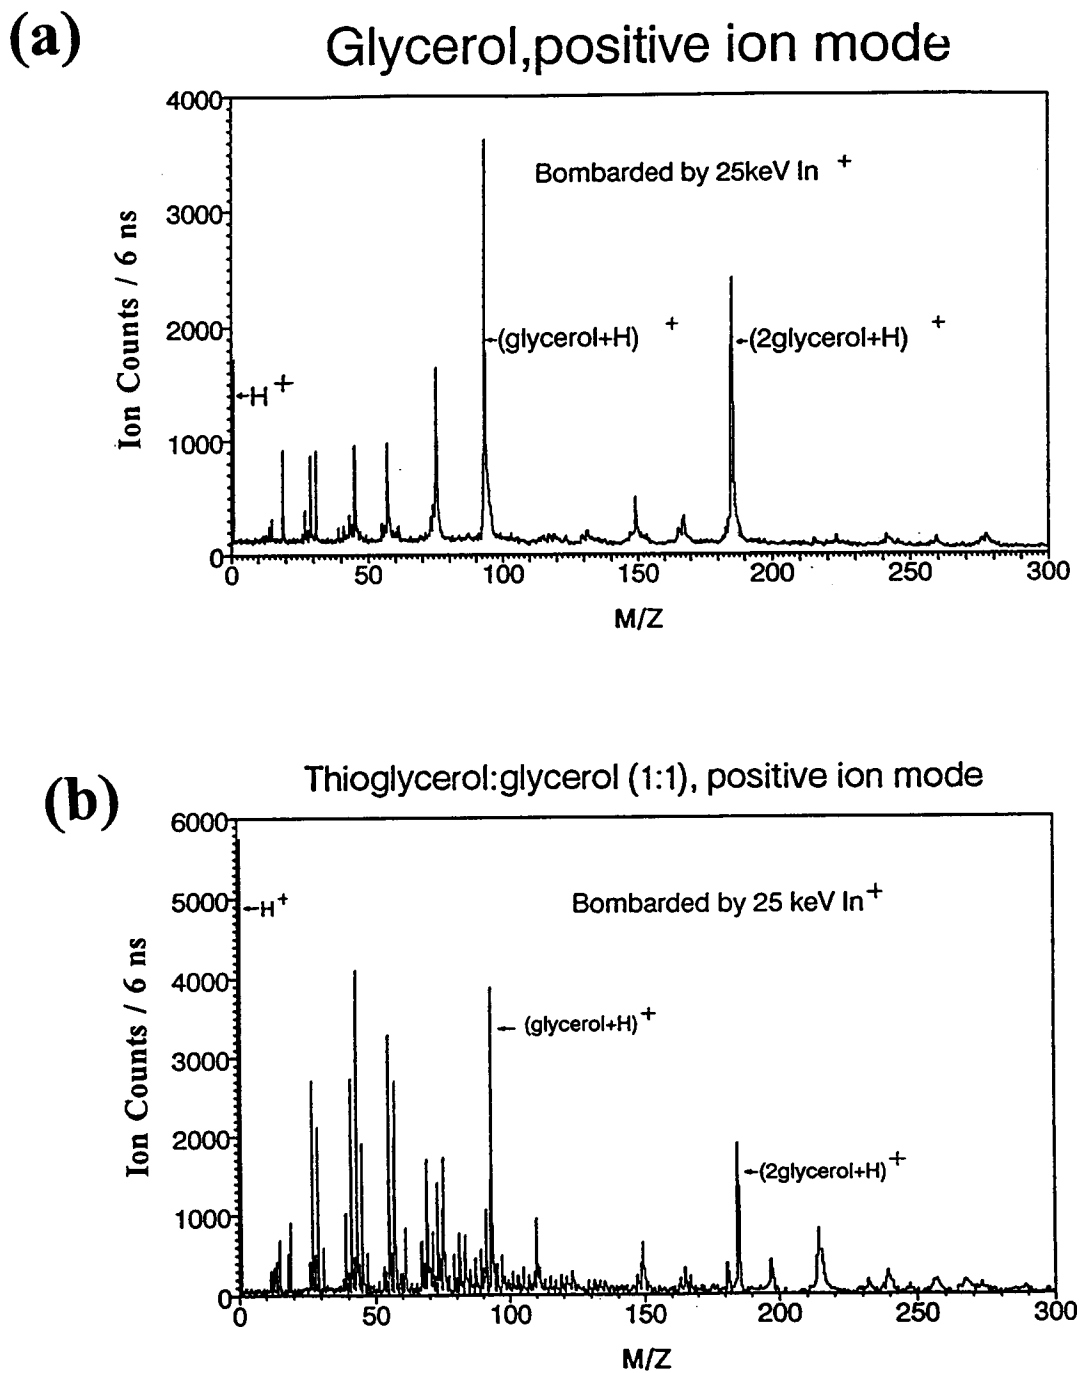 (a)
Glycerol,positive ion mode
4000
Bombarded by 25keV In +
3000
Ion Counts / 6 ns
2000
(glycerol+H) +
(2glycerol+H) +
H +
1000
0
0 50 100 150 200 250 300
M/Z
(b)
Thioglycerol:glycerol (1:1), positive ion mode
6000
5000
H+
Bombarded by 25 keV In+
Ion Counts / 6 ns
4000
(glycerol+H)+
3000
2000
(2glycerol+H)+
1000
0
0 50 100 150 200 250 300
M/Z